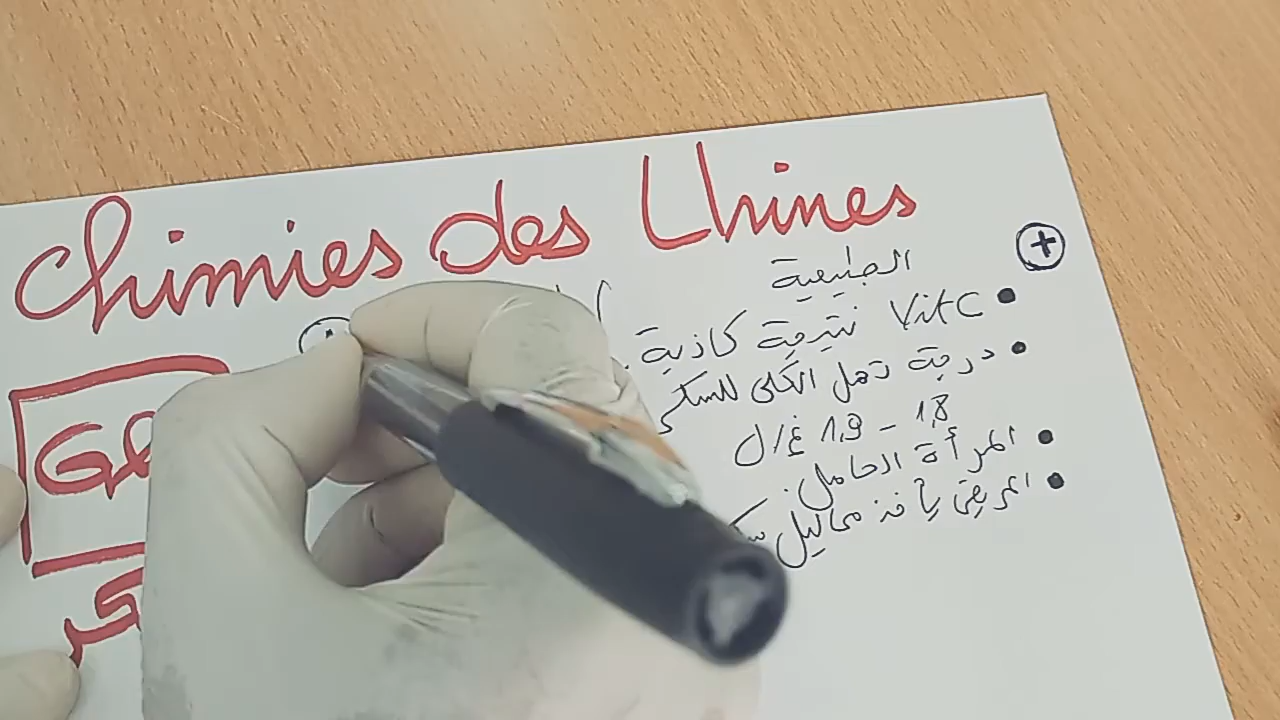 Chimies des Urines
+
الطبيعية
Vit C نتيجة كاذبة
درجة تحمل الكلى للسكر
1,8 - 1,9 غ/ل
المرأة الحامل
المريض يأخذ محاليل